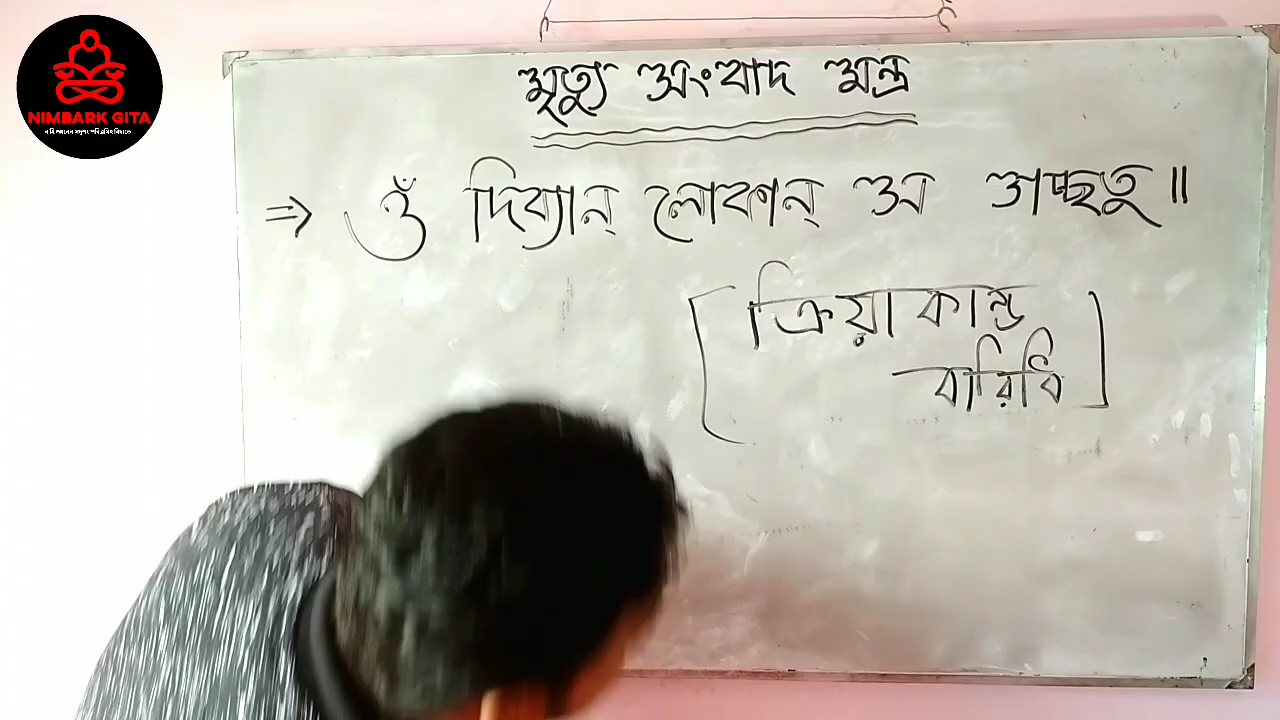 NIMBARK GITA
মৃত্যু সংবাদ মন্ত্র
⇒ ওঁ দিব্যান্ লোকান্ স গচ্ছতু ॥
[ ক্রিয়া কান্ড
বারিধি ]